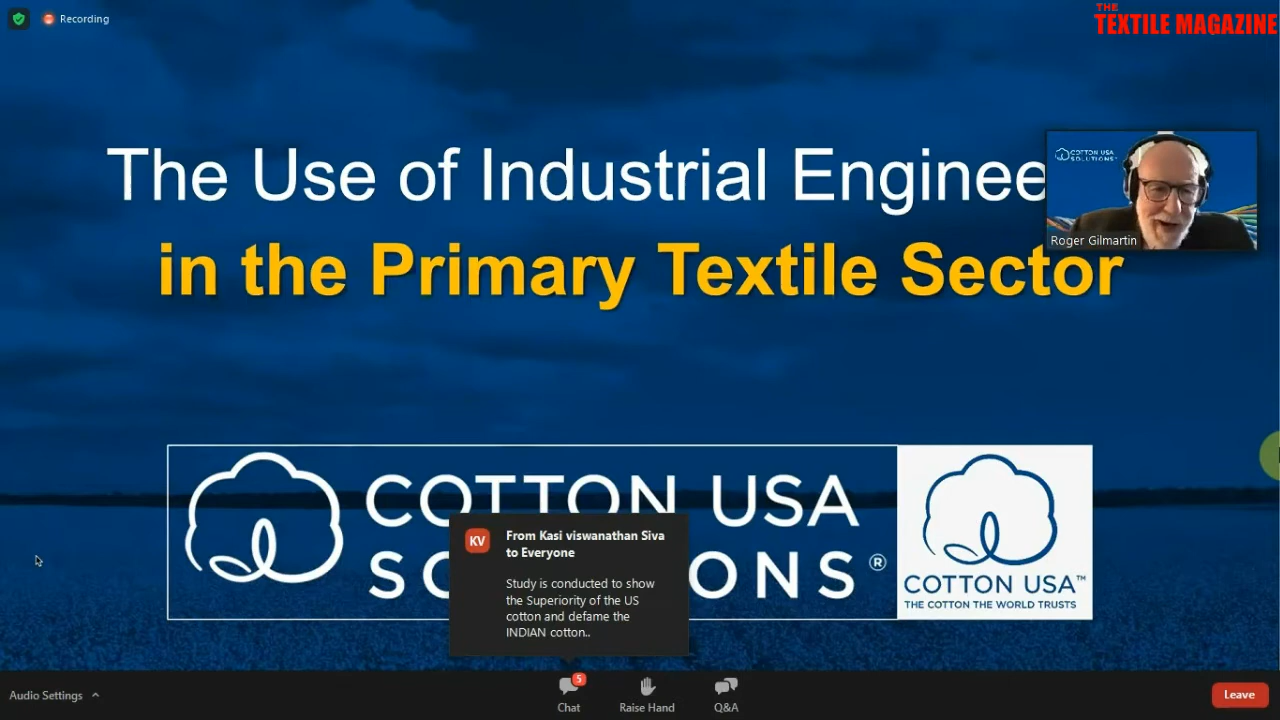 Recording
THE
TEXTILE MAGAZINE
The Use of Industrial Enginee
COTTON USA
SOLUTIONS
Roger Gilmartin
in the Primary Textile Sector
COTTON USA
SO ONS ®
COTTON USA™
THE COTTON THE WORLD TRUSTS
KV
From Kasi viswanathan Siva
to Everyone
Study is conducted to show
the Superiority of the US
cotton and defame the
INDIAN cotton..
Audio Settings
5
Chat
Raise Hand
Q&A
Leave